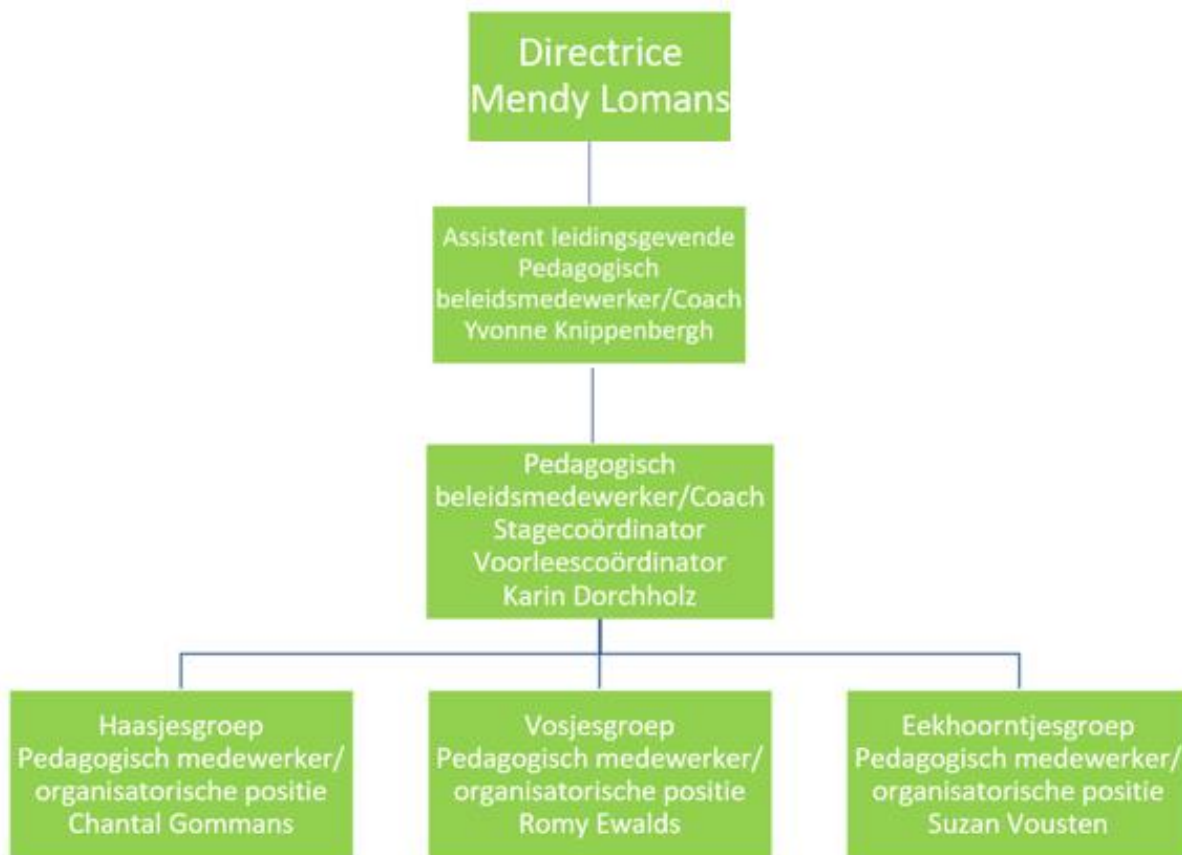 Directrice
Mendy Lomans
Assistent leidingsgevende
Pedagogisch
beleidsmedewerker/Coach
Yvonne Knippenbergh
Pedagogisch
beleidsmedewerker/Coach
Stagecoördinator
Voorleescoördinator
Karin Dorchholz
Haasjesgroep
Pedagogisch medewerker/
organisatorische positie
Chantal Gommans
Vosjesgroep
Pedagogisch medewerker/
organisatorische positie
Romy Ewalds
Eekhoorntjesgroep
Pedagogisch medewerker/
organisatorische positie
Suzan Vousten